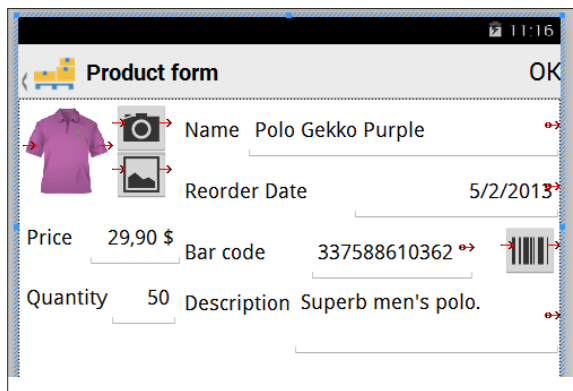 11:16
Product form OK
Name Polo Gekko Purple
Reorder Date 5/2/2013
Price 29,90 $
Bar code 337588610362
Quantity 50
Description Superb men's polo.